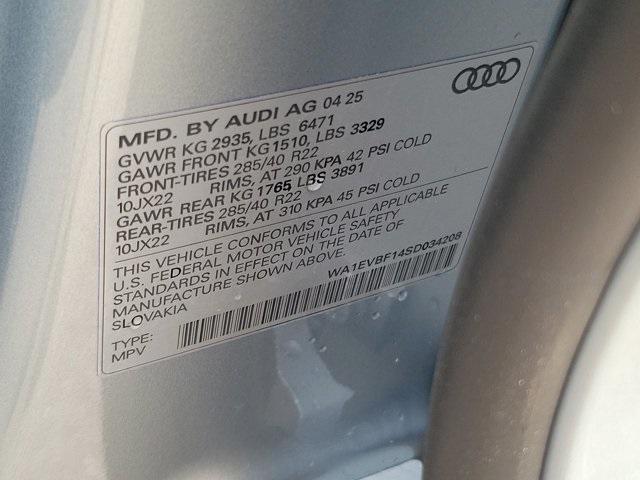 MFD. BY AUDI AG 04 25
GVWR KG 2935, LBS 6471
GAWR FRONT KG1510, LBS 3329
FRONT-TIRES 285/40 R22
10JX22 RIMS, AT 290 KPA 42 PSI COLD
GAWR REAR KG 1765 LBS 3891
REAR-TIRES 285/40 R22
10JX22 RIMS, AT 310 KPA 45 PSI COLD
THIS VEHICLE CONFORMS TO ALL APPLICABLE
U.S. FEDERAL MOTOR VEHICLE SAFETY
STANDARDS IN EFFECT ON THE DATE OF
MANUFACTURE SHOWN ABOVE.
SLOVAKIA
WA1EVBF14SD034208
TYPE:
MPV